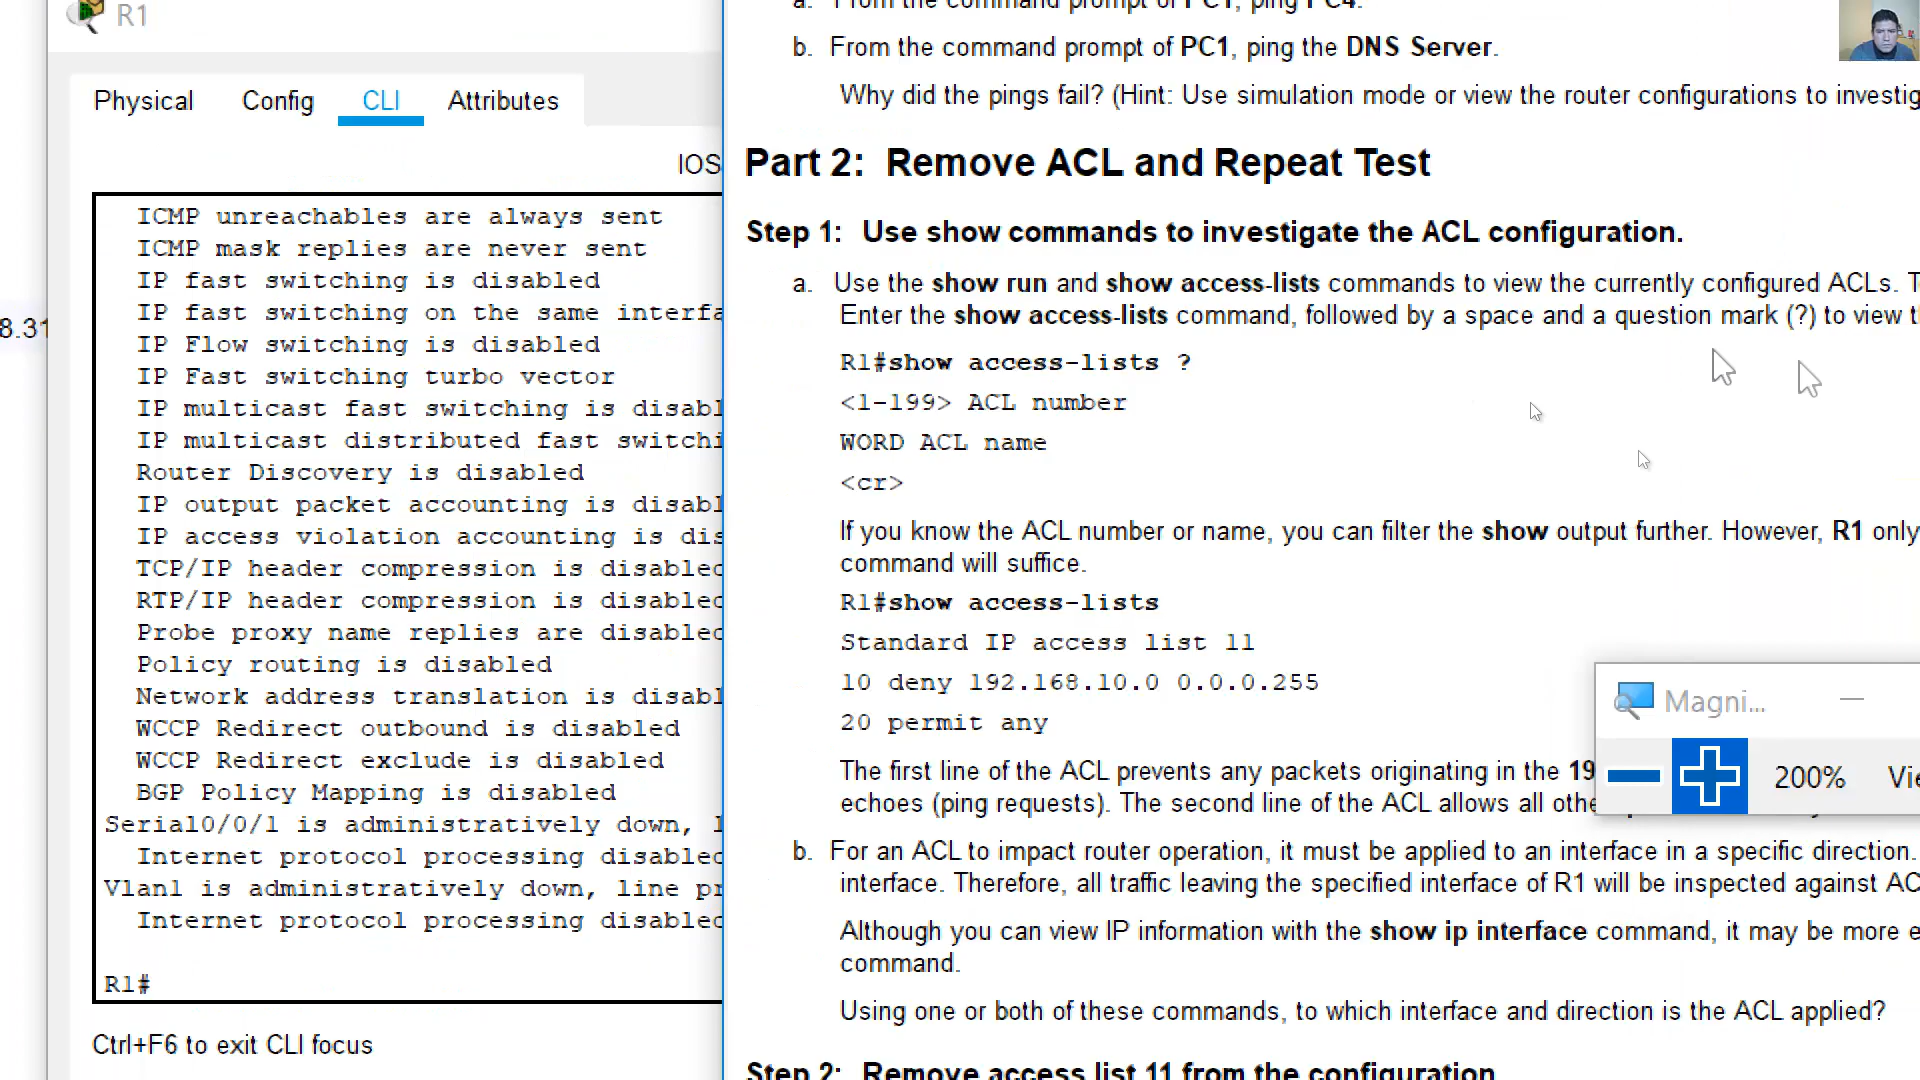 R1
Physical Config CLI Attributes
IOS
ICMP unreachables are always sent
ICMP mask replies are never sent
IP fast switching is disabled
IP fast switching on the same interfa
IP Flow switching is disabled
IP Fast switching turbo vector
IP multicast fast switching is disabl
IP multicast distributed fast switchi
Router Discovery is disabled
IP output packet accounting is disabl
IP access violation accounting is dis
TCP/IP header compression is disabled
RTP/IP header compression is disabled
Probe proxy name replies are disabled
Policy routing is disabled
Network address translation is disabl
WCCP Redirect outbound is disabled
WCCP Redirect exclude is disabled
BGP Policy Mapping is disabled
Serial0/0/1 is administratively down, l
Internet protocol processing disabled
Vlan1 is administratively down, line pr
Internet protocol processing disabled
R1#
Ctrl+F6 to exit CLI focus
8.31
a. From the command prompt of PC1, ping PC4.
b. From the command prompt of PC1, ping the DNS Server.
Why did the pings fail? (Hint: Use simulation mode or view the router configurations to investig
Part 2: Remove ACL and Repeat Test
Step 1: Use show commands to investigate the ACL configuration.
a. Use the show run and show access-lists commands to view the currently configured ACLs. T
Enter the show access-lists command, followed by a space and a question mark (?) to view t
R1#show access-lists ?
<1-199> ACL number
WORD ACL name
<cr>
If you know the ACL number or name, you can filter the show output further. However, R1 only
command will suffice.
R1#show access-lists
Standard IP access list 11
10 deny 192.168.10.0 0.0.0.255
20 permit any
The first line of the ACL prevents any packets originating in the 19
echoes (ping requests). The second line of the ACL allows all othe
b. For an ACL to impact router operation, it must be applied to an interface in a specific direction.
interface. Therefore, all traffic leaving the specified interface of R1 will be inspected against AC
Although you can view IP information with the show ip interface command, it may be more e
command.
Using one or both of these commands, to which interface and direction is the ACL applied?
Step 2: Remove access list 11 from the configuration
Magni...
200% Vie